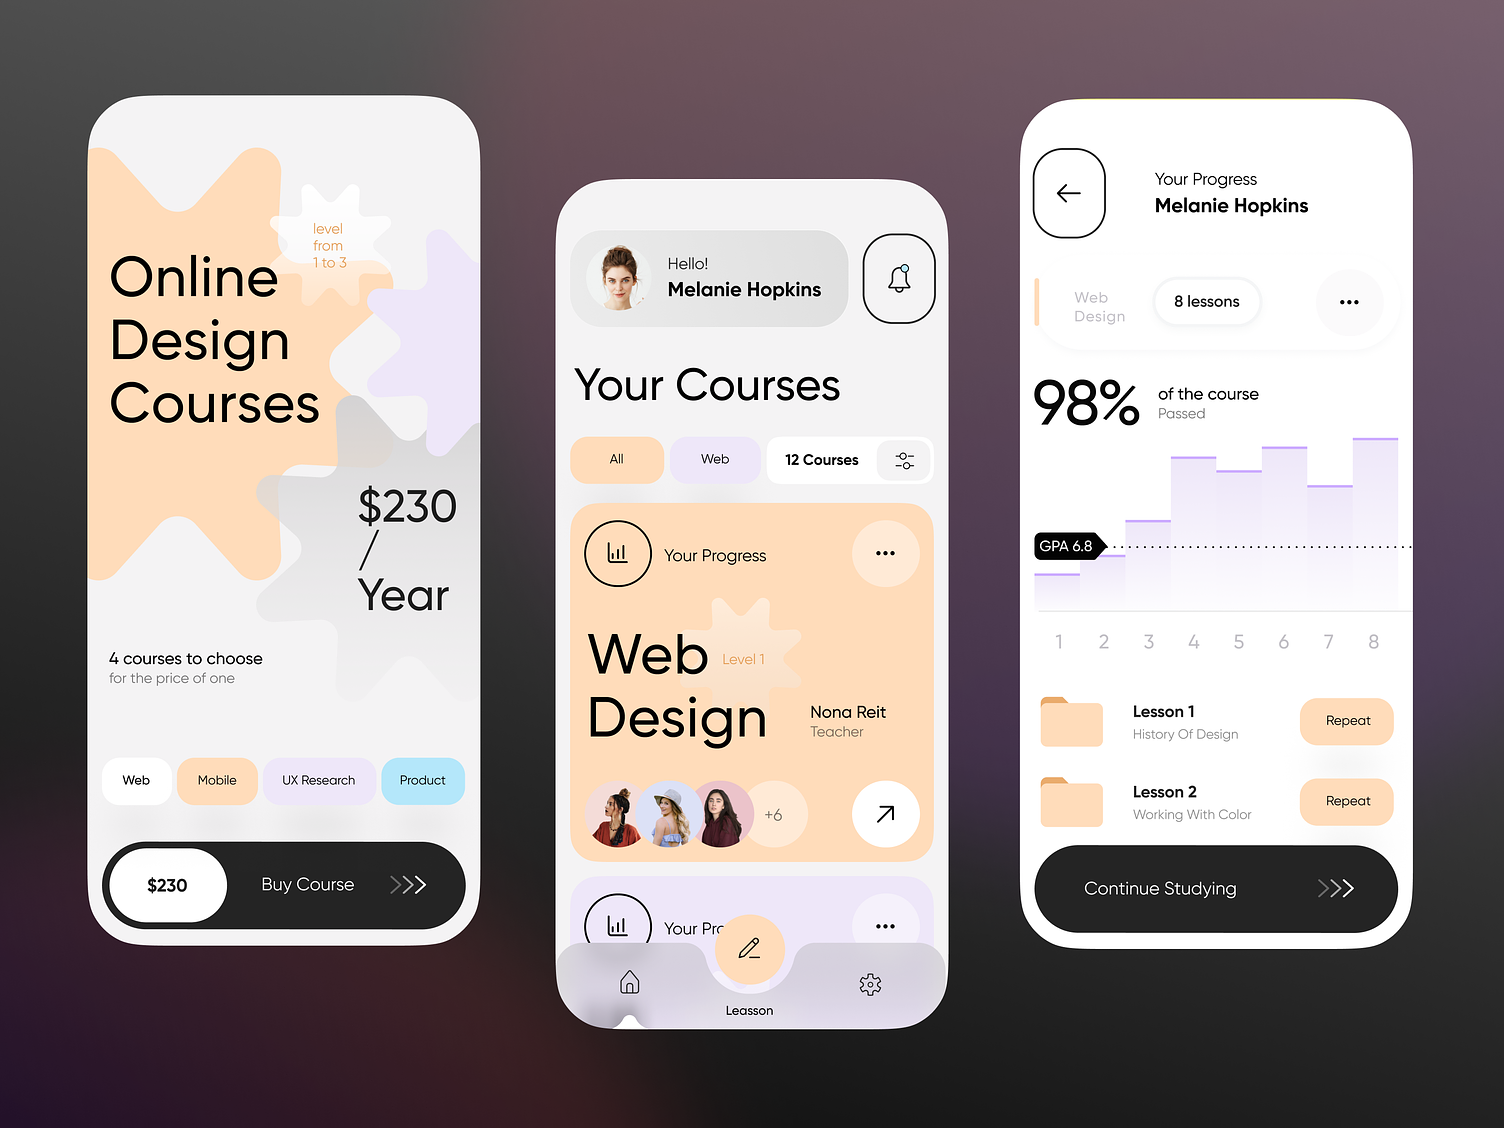 level
from
1 to 3
Online
Design
Courses
$230
/
Year
4 courses to choose
for the price of one
Web
Mobile
UX Research
Product
$230
Buy Course
Hello!
Melanie Hopkins
Your Courses
All
Web
12 Courses
Your Progress
Web
Level 1
Design
Nona Reit
Teacher
+6
Your Pro
Leasson
Your Progress
Melanie Hopkins
Web
Design
8 lessons
98%
of the course
Passed
GPA 6.8
1 2 3 4 5 6 7 8
Lesson 1
History Of Design
Repeat
Lesson 2
Working With Color
Repeat
Continue Studying